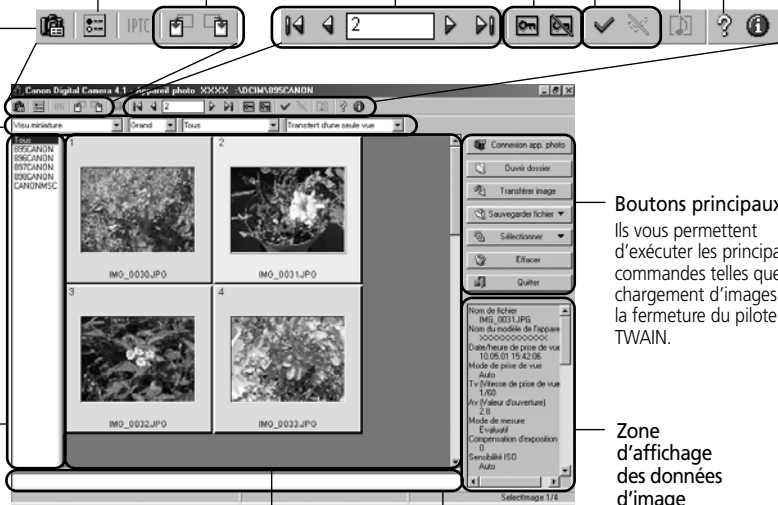 IPTC
2
Canon Digital Camera 4.1 - Appareil photo XXXX :\DCIM\895CANON
2
Visu miniature
Grand
Tous
Transfert d'une seule vue
Tous
895CANON
896CANON
897CANON
898CANON
CANONMSC
1
IMG_0030.JPG
2
IMG_0031.JPG
3
IMG_0032.JPG
4
IMG_0033.JPG
Connexion app. photo
Ouvrir dossier
Transférer image
Sauvegarder fichier
Sélectionner
Effacer
Quitter
Nom de fichier
IMG_0031.JPG
Nom du modèle de l'appare
XXXXXXXXXXXX
Date/heure de prise de vue
10.05.01 15:42:06
Mode de prise de vue
Auto
Tv (Vitesse de prise de vue
1/60
Av (Valeur d'ouverture)
2.8
Mode de mesure
Evaluatif
Compensation d'exposition
0
Sensibilité ISO
Auto
SelectImage 1/4
Boutons principaux
Ils vous permettent
d'exécuter les principa
commandes telles que
chargement d'images
la fermeture du pilote
TWAIN.
Zone
d'affichage
des données
d'image